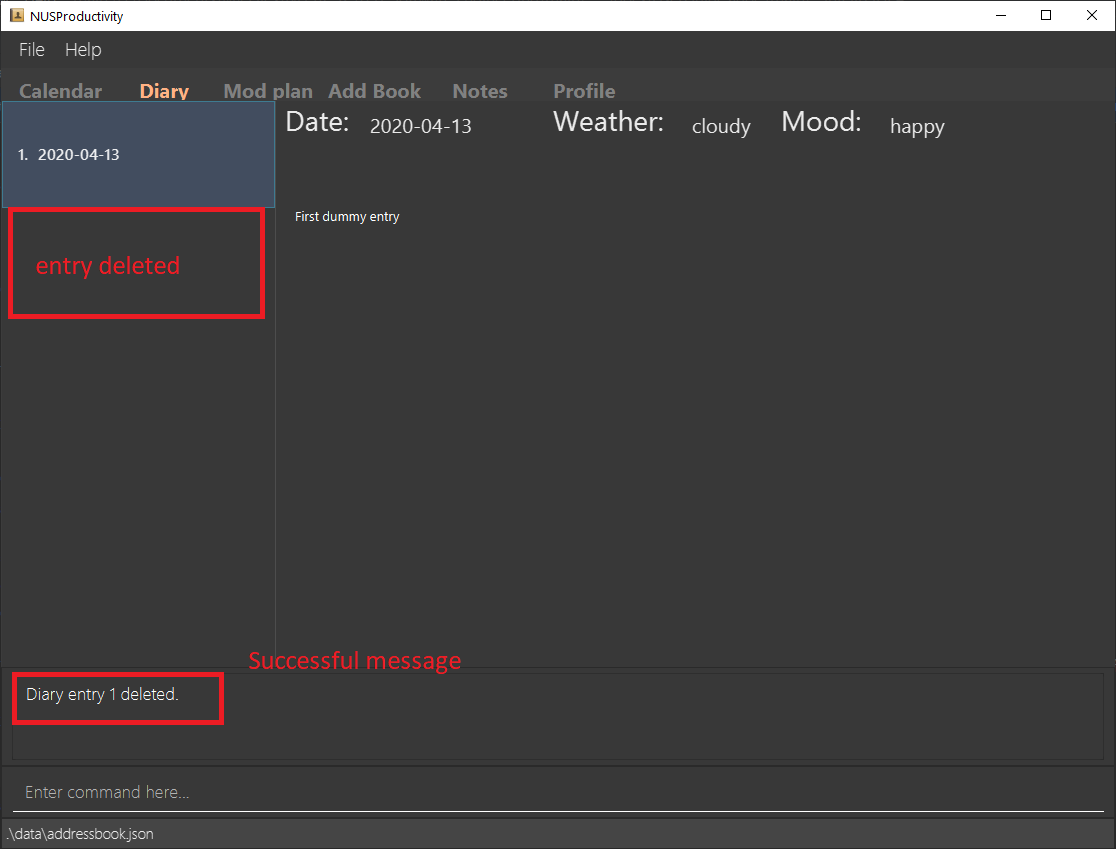 NUSProductivity
File Help
Calendar Diary Mod plan Add Book Notes Profile
Date: 2020-04-13 Weather: cloudy Mood: happy
1. 2020-04-13
First dummy entry
entry deleted
Successful message
Diary entry 1 deleted.
Enter command here...
.\data\addressbook.json